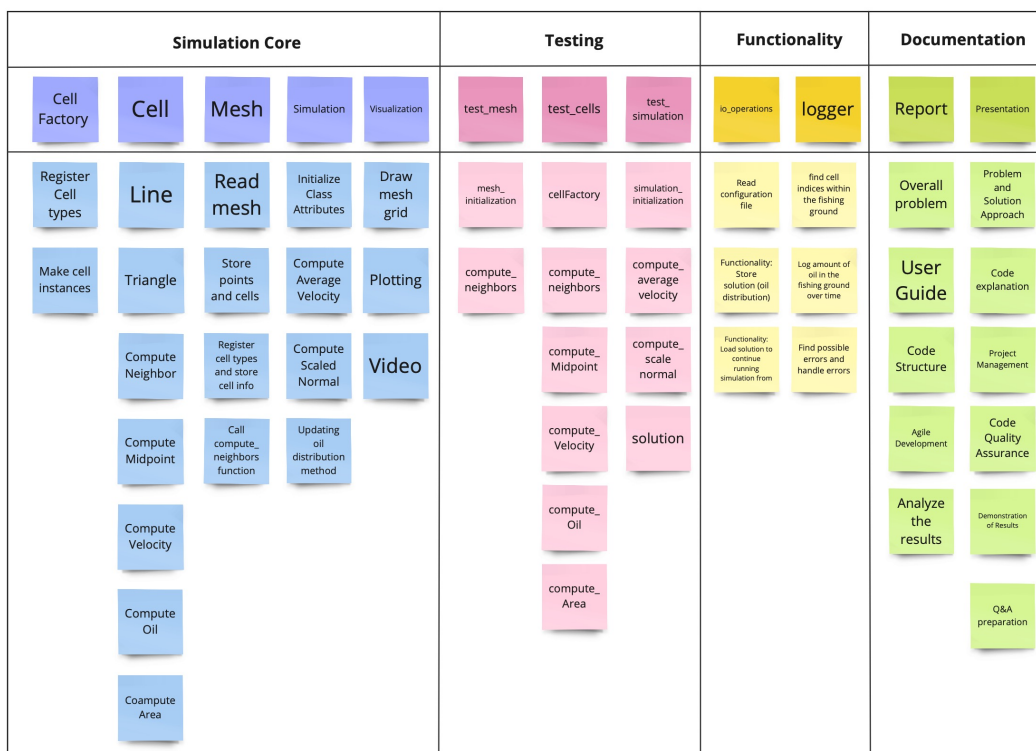 Simulation Core
Testing
Functionality
Documentation
Cell
Factory
Cell
Mesh
Simulation
Visualization
test_mesh
test_cells
test_
simulation
io_operations
logger
Report
Presentation
Register
Cell
types
Line
Read
mesh
Initialize
Class
Attributes
Draw
mesh
grid
mesh_
initialization
cellFactory
simulation_
initialization
Read
configuration
file
find cell
indices within
the fishing
ground
Overall
problem
Problem
and
Solution
Approach
Make cell
instances
Triangle
Store
points
and cells
Compute
Average
Velocity
Plotting
compute_
neighbors
compute_
neighbors
compute_
average
velocity
Functionality:
Store
solution (oil
distribution)
Log amount of
oil in the
fishing ground
over time
User
Guide
Code
explanation
Compute
Neighbor
Register
cell types
and store
cell info
Compute
Scaled
Normal
Video
compute_
Midpoint
compute_
scale
normal
Functionality:
Load solution to
continue
running
simulation from
Find possible
errors and
handle errors
Code
Structure
Project
Management
Compute
Midpoint
Call
compute_
neighbors
function
Updating
oil
distribution
method
compute_
Velocity
solution
Agile
Development
Code
Quality
Assurance
Compute
Velocity
compute_
Oil
Analyze
the
results
Demonstration
of Results
Compute
Oil
compute_
Area
Q&A
preparation
Coampute
Area